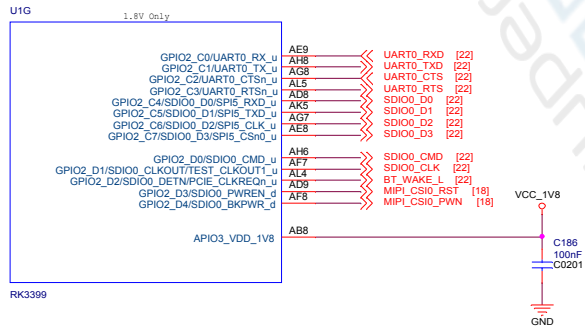 U1G
1.8V Only
GPIO2_C0/UART0_RX_u AE9 UART0_RXD [22]
GPIO2_C1/UART0_TX_u AH8 UART0_TXD [22]
GPIO2_C2/UART0_CTSn_u AG8 UART0_CTS [22]
GPIO2_C3/UART0_RTSn_u AL5 UART0_RTS [22]
GPIO2_C4/SDIO0_D0/SPI5_RXD_u AD8 SDIO0_D0 [22]
GPIO2_C5/SDIO0_D1/SPI5_TXD_u AK5 SDIO0_D1 [22]
GPIO2_C6/SDIO0_D2/SPI5_CLK_u AG7 SDIO0_D2 [22]
GPIO2_C7/SDIO0_D3/SPI5_CSn0_u AE8 SDIO0_D3 [22]
GPIO2_D0/SDIO0_CMD_u AH6 SDIO0_CMD [22]
GPIO2_D1/SDIO0_CLKOUT/TEST_CLKOUT1_u AF7 SDIO0_CLK [22]
GPIO2_D2/SDIO0_DETN/PCIE_CLKREQn_u AL4 BT_WAKE_L [22]
GPIO2_D3/SDIO0_PWREN_d AD9 MIPI_CSI0_RST [18]
GPIO2_D4/SDIO0_BKPWR_d AF8 MIPI_CSI0_PWN [18]
VCC_1V8
APIO3_VDD_1V8 AB8
C186
100nF
C0201
RK3399
GND